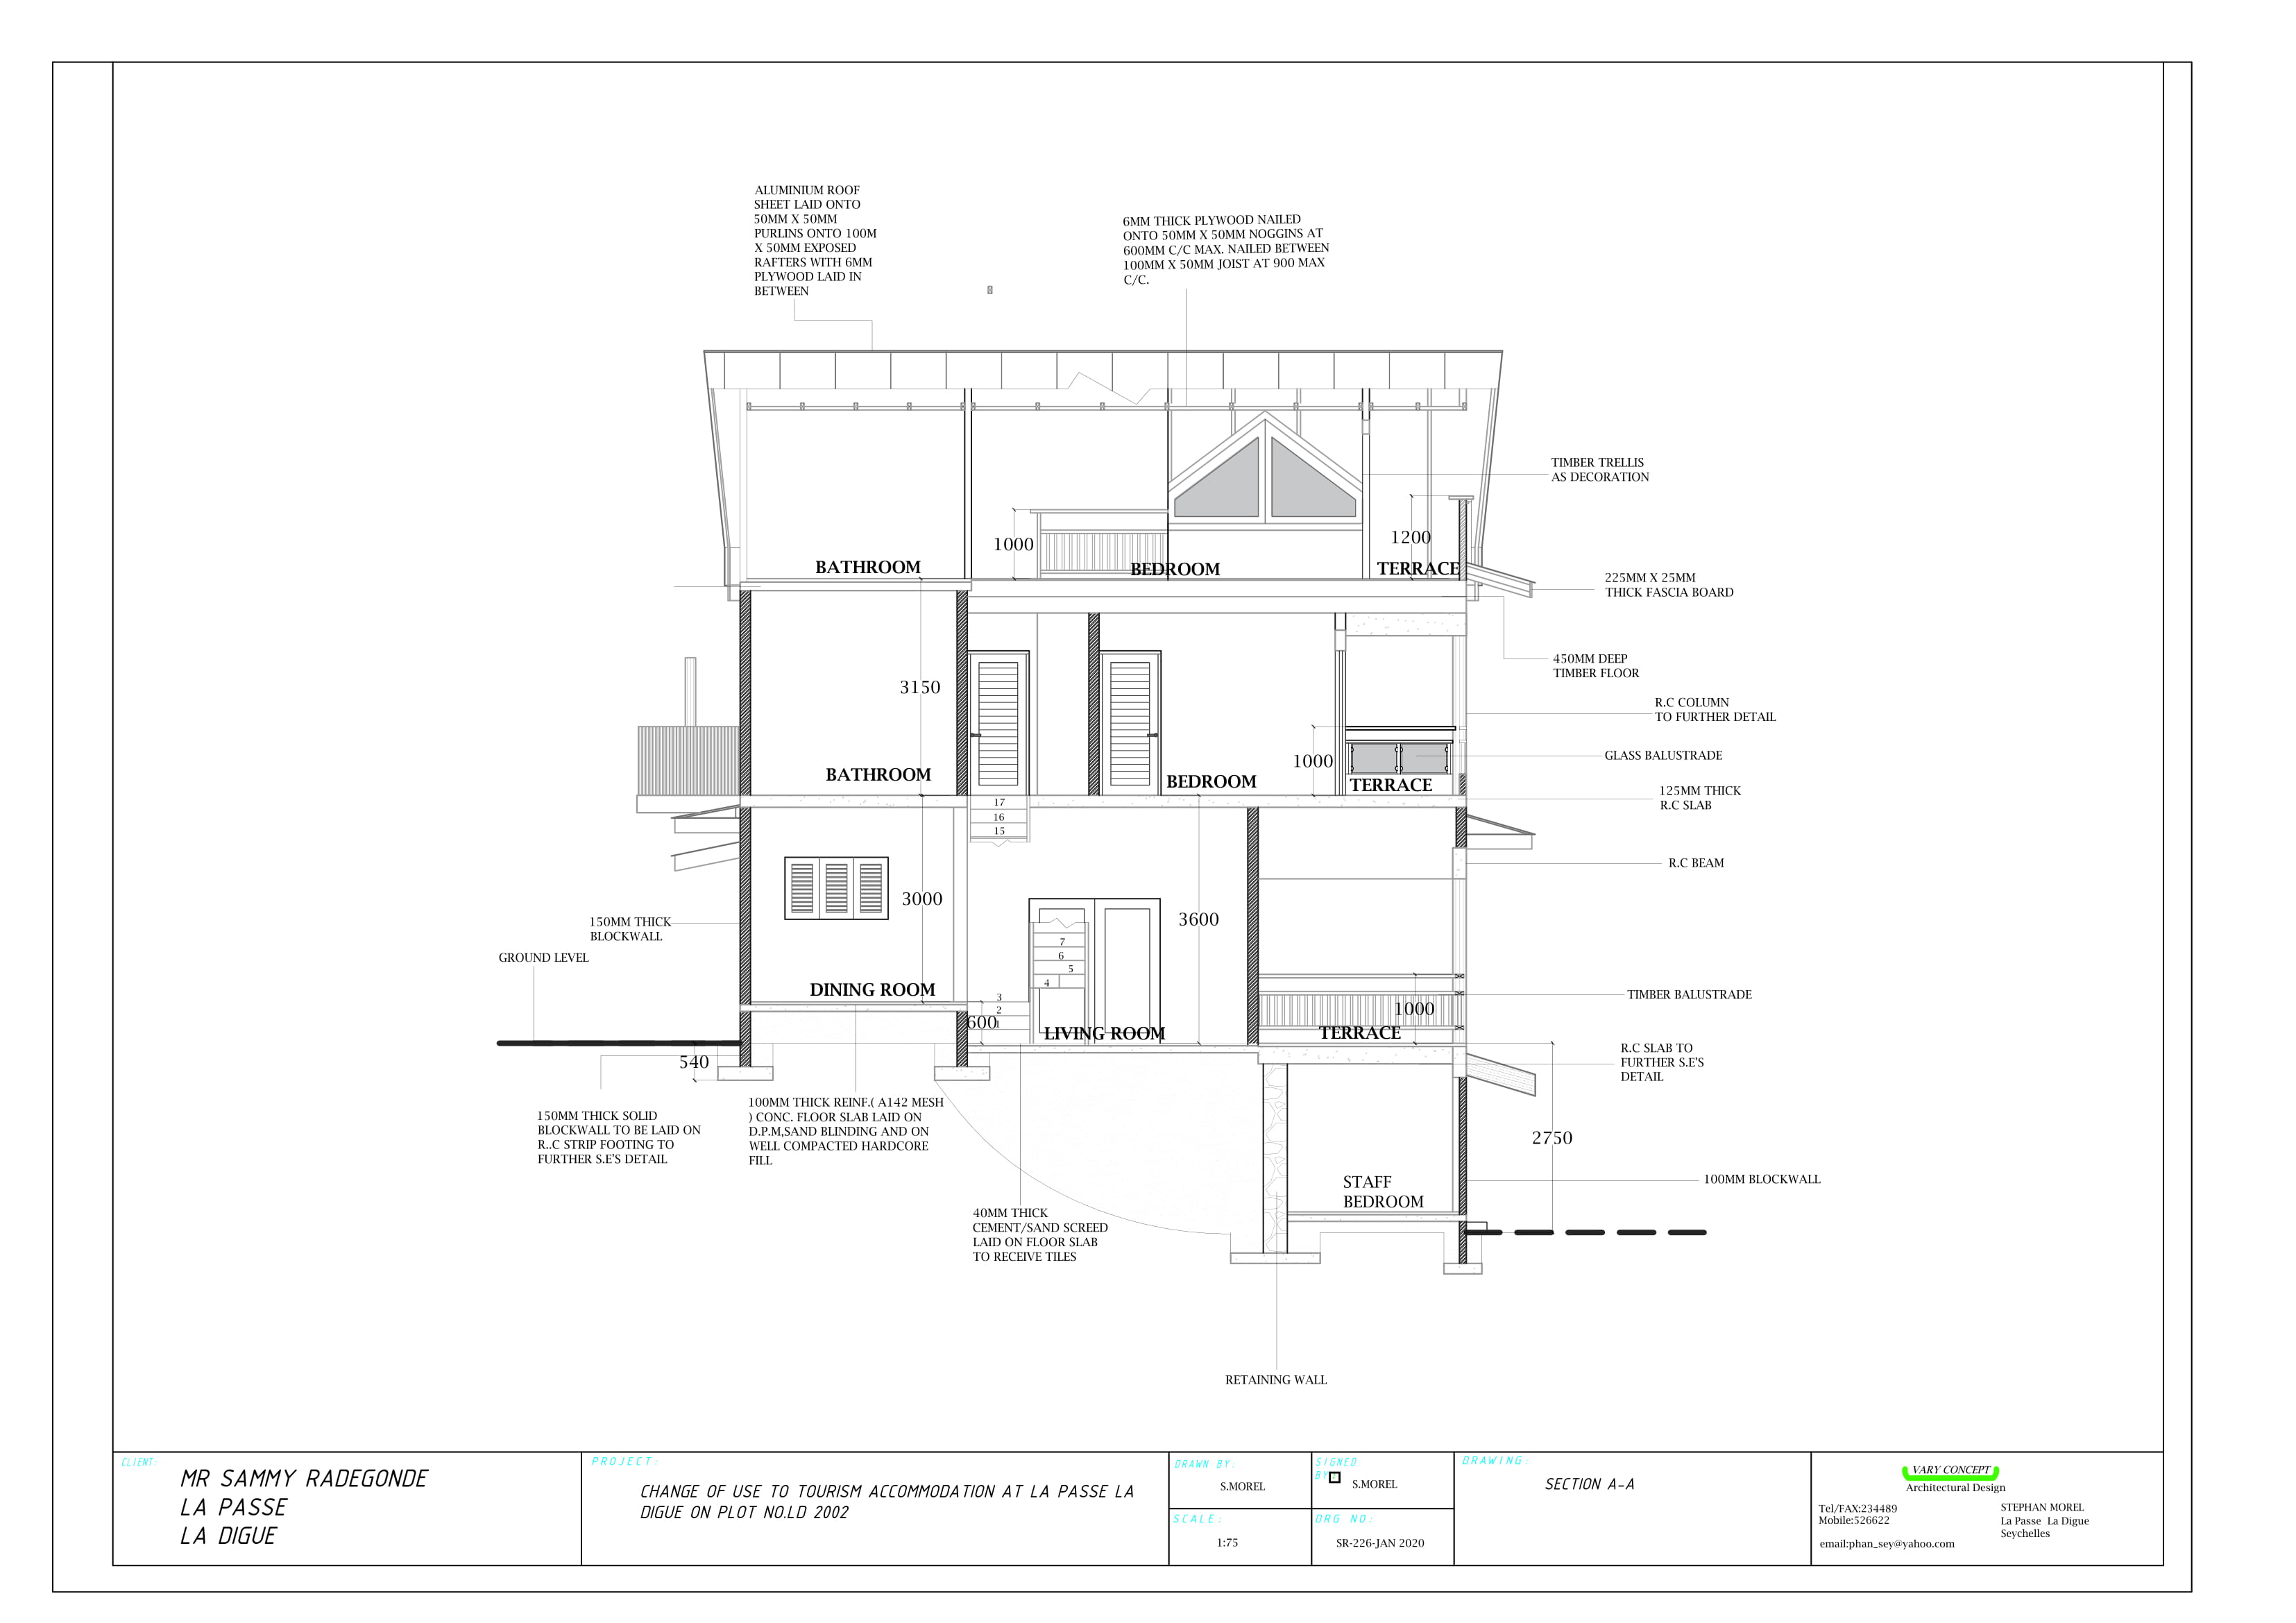 ALUMINIUM ROOF
SHEET LAID ONTO
50MM X 50MM
PURLINS ONTO 100M
X 50MM EXPOSED
RAFTERS WITH 6MM
PLYWOOD LAID IN
BETWEEN
6MM THICK PLYWOOD NAILED
ONTO 50MM X 50MM NOGGINS AT
600MM C/C MAX. NAILED BETWEEN
100MM X 50MM JOIST AT 900 MAX
C/C.
TIMBER TRELLIS
AS DECORATION
1000
1200
BATHROOM
BEDROOM
TERRACE
225MM X 25MM
THICK FASCIA BOARD
450MM DEEP
TIMBER FLOOR
3150
R.C COLUMN
TO FURTHER DETAIL
GLASS BALUSTRADE
1000
BATHROOM
BEDROOM
TERRACE
125MM THICK
R.C SLAB
17
16
15
R.C BEAM
3000
3600
150MM THICK
BLOCKWALL
GROUND LEVEL
7
6
5
4
3
2
1
DINING ROOM
600
LIVING ROOM
TERRACE
1000
TIMBER BALUSTRADE
540
R.C SLAB TO
FURTHER S.E'S
DETAIL
150MM THICK SOLID
BLOCKWALL TO BE LAID ON
R..C STRIP FOOTING TO
FURTHER S.E'S DETAIL
100MM THICK REINF.( A142 MESH
) CONC. FLOOR SLAB LAID ON
D.P.M,SAND BLINDING AND ON
WELL COMPACTED HARDCORE
FILL
2750
STAFF
BEDROOM
100MM BLOCKWALL
40MM THICK
CEMENT/SAND SCREED
LAID ON FLOOR SLAB
TO RECEIVE TILES
RETAINING WALL
CLIENT:
MR SAMMY RADEGONDE
LA PASSE
LA DIGUE
PROJECT:
CHANGE OF USE TO TOURISM ACCOMMODATION AT LA PASSE LA
DIGUE ON PLOT NO.LD 2002
DRAWN BY:
S.MOREL
SIGNED
BY:
S.MOREL
SCALE:
1:75
DRG NO:
SR-226-JAN 2020
DRAWING:
SECTION A-A
VARY CONCEPT
Architectural Design
Tel/FAX:234489
Mobile:526622
email:phan_sey@yahoo.com
STEPHAN MOREL
La Passe La Digue
Seychelles